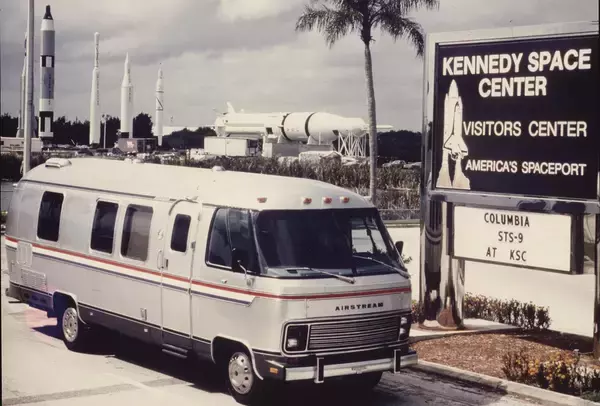 KENNEDY SPACE
CENTER
VISITORS CENTER
AMERICA'S SPACEPORT
COLUMBIA
STS-9
AT KSC
AIRSTREAM